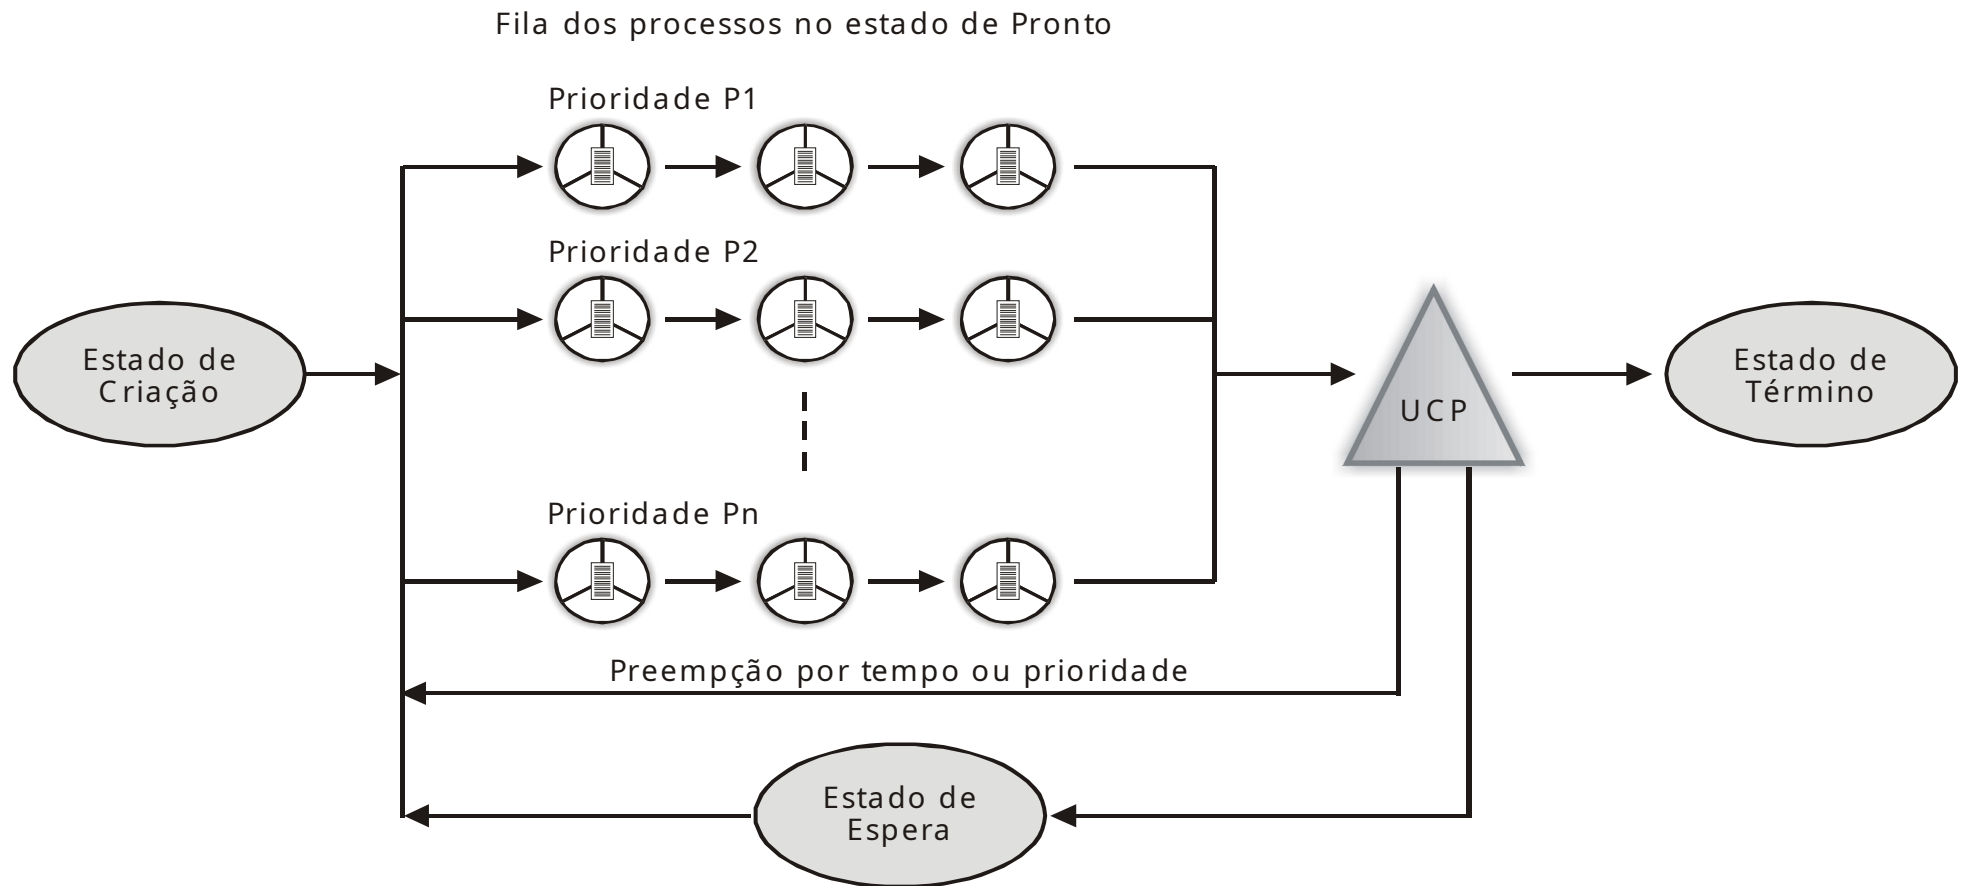 Fila dos processos no estado de Pronto
Prioridade P1
Prioridade P2
Estado de
Criação
UCP
Estado de
Término
Prioridade Pn
Preempção por tempo ou prioridade
Estado de
Espera